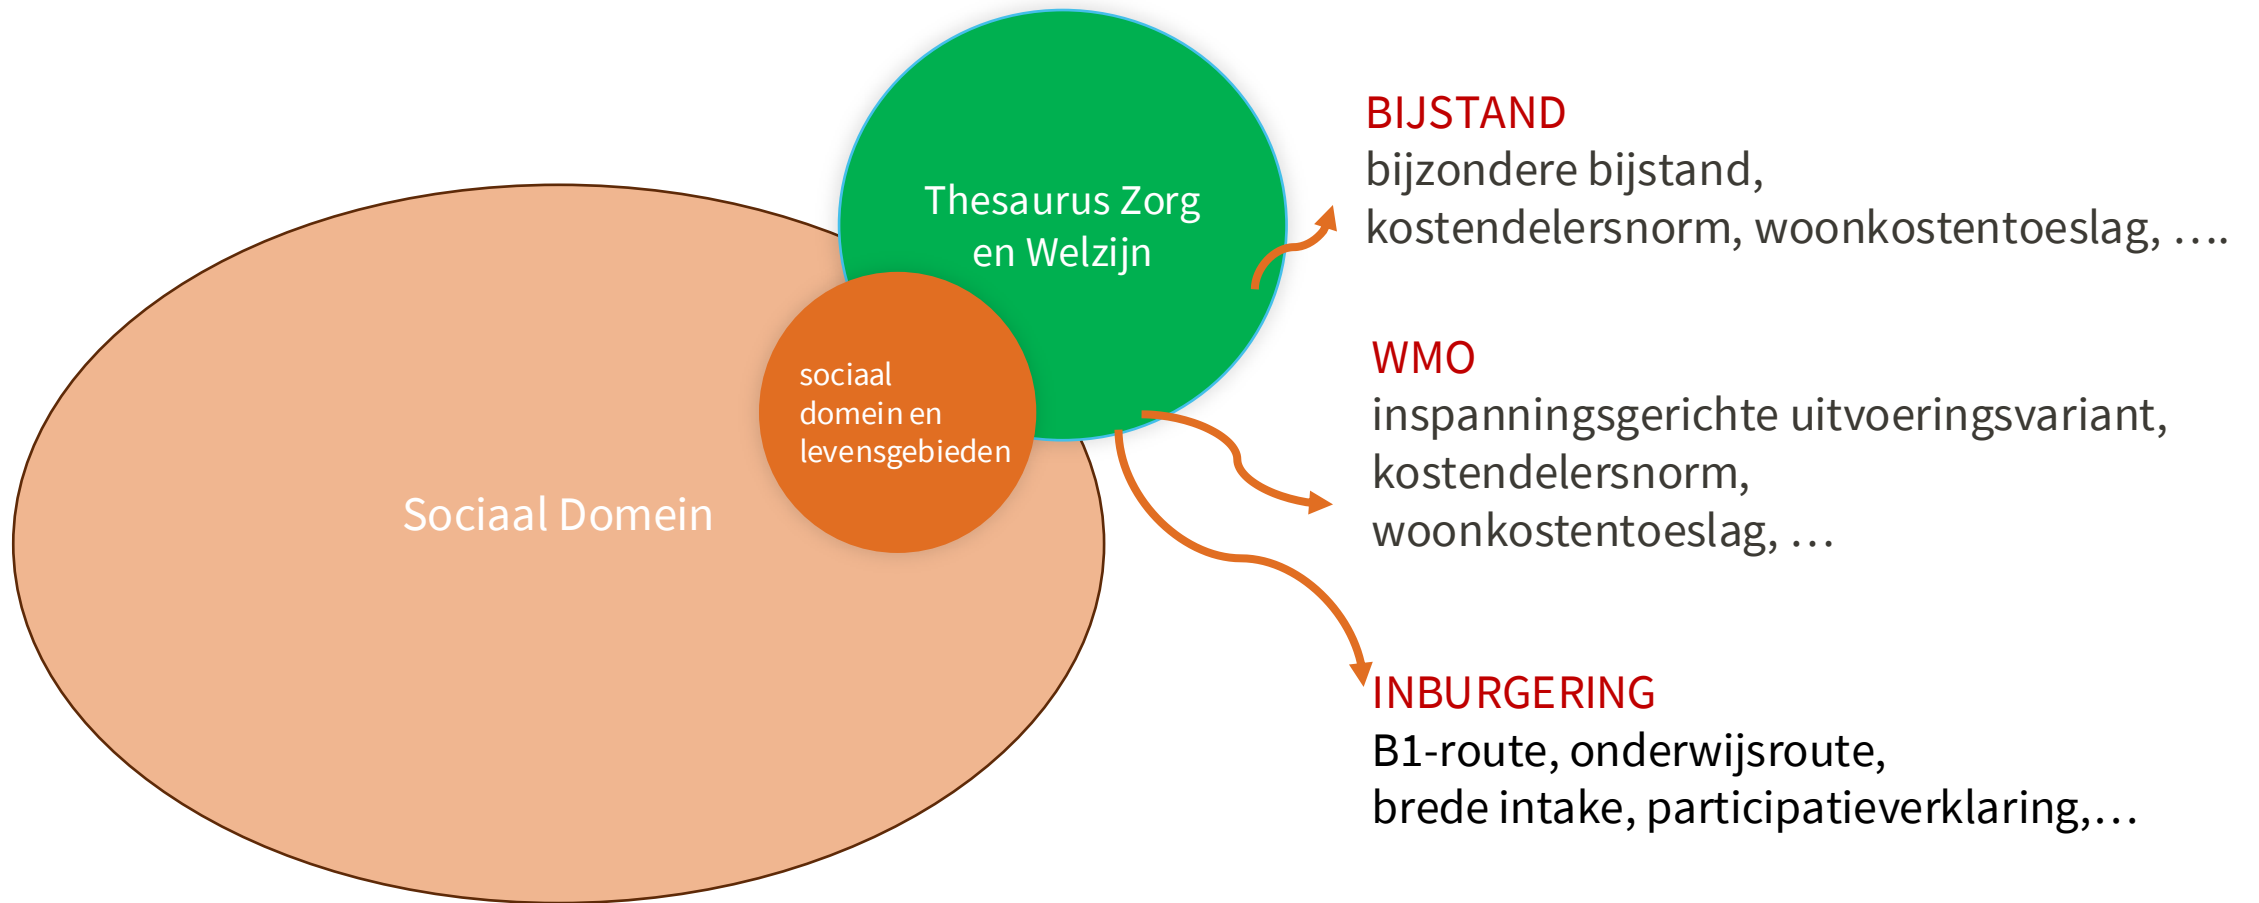 Thesaurus Zorg
en Welzijn
sociaal
domein en
levensgebieden
Sociaal Domein
BIJSTAND
bijzondere bijstand,
kostendelersnorm, woonkostentoeslag, ….
WMO
inspanningsgerichte uitvoeringsvariant,
kostendelersnorm,
woonkostentoeslag, …
INBURGERING
B1-route, onderwijsroute,
brede intake, participatieverklaring,…